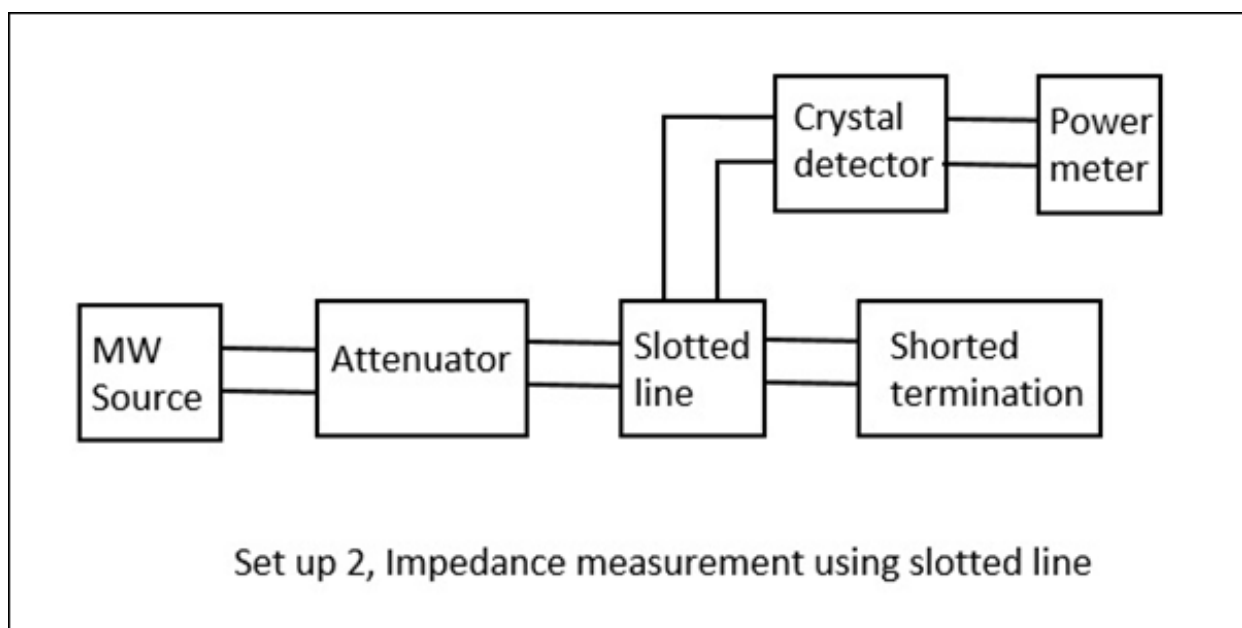 Crystal
detector
Power
meter
MW
Source
Attenuator
Slotted
line
Shorted
termination
Set up 2, Impedance measurement using slotted line